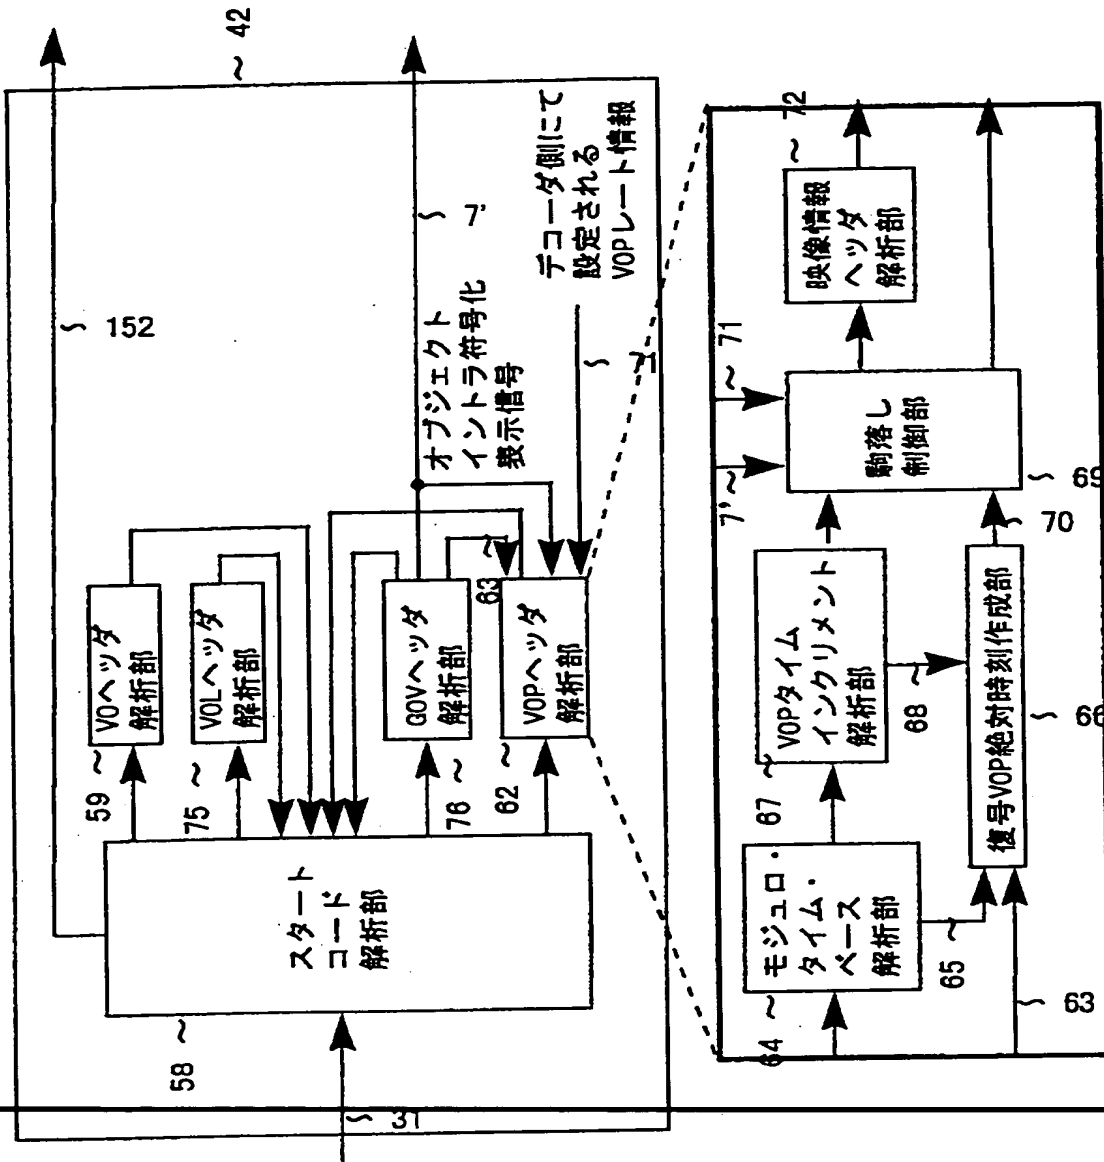 42
152
7'
デコーダ側にて
設定される
VOPレート情報
オブジェクト
イントラ符号化
表示信号
71
VOヘッダ
解析部
59
VOLヘッダ
解析部
75
GOVヘッダ
解析部
76
63
VOPヘッダ
解析部
62
スタート
コード
解析部
58
31
72
映像情報
ヘッダ
解析部
71
7'
駒落し
制御部
69
70
VOPタイム
インクリメント
解析部
67
68
復号VOP絶対時刻作成部
66
モジュロ・
タイム・
ベース
解析部
64
65
63